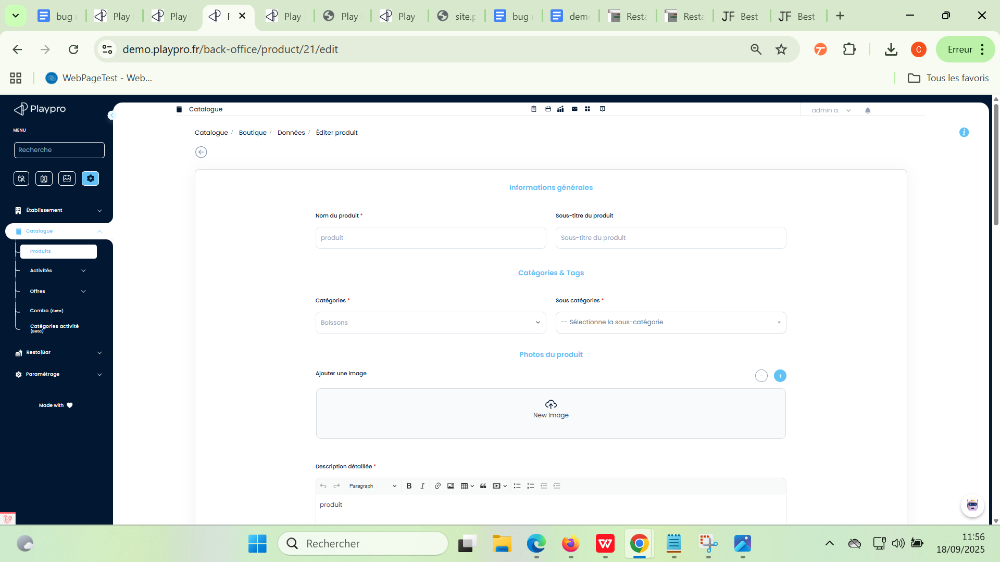 bug
Play
Play
Play
Play
Play
site.p
bug
dem
Resta
Resta
Best
Best
demo.playpro.fr/back-office/product/21/edit
C
Erreur
WebPageTest - Web...
Tous les favoris
Playpro
Catalogue
admin a.
MENU
Catalogue / Boutique / Données / Éditer produit
Recherche
Informations générales
Établissement
Nom du produit *
Sous-titre du produit
Catalogue
produit
Sous-titre du produit
Produits
Activités
Catégories & Tags
Offres
Catégories *
Sous catégories *
Combo (Beta)
Boissons
-- Sélectionne la sous-catégorie
Catégories activité
(Beta)
Resto|Bar
Photos du produit
Paramétrage
Ajouter une image
- +
Made with
New Image
Description détaillée *
Paragraph
B I
produit
Rechercher
11:56
18/09/2025